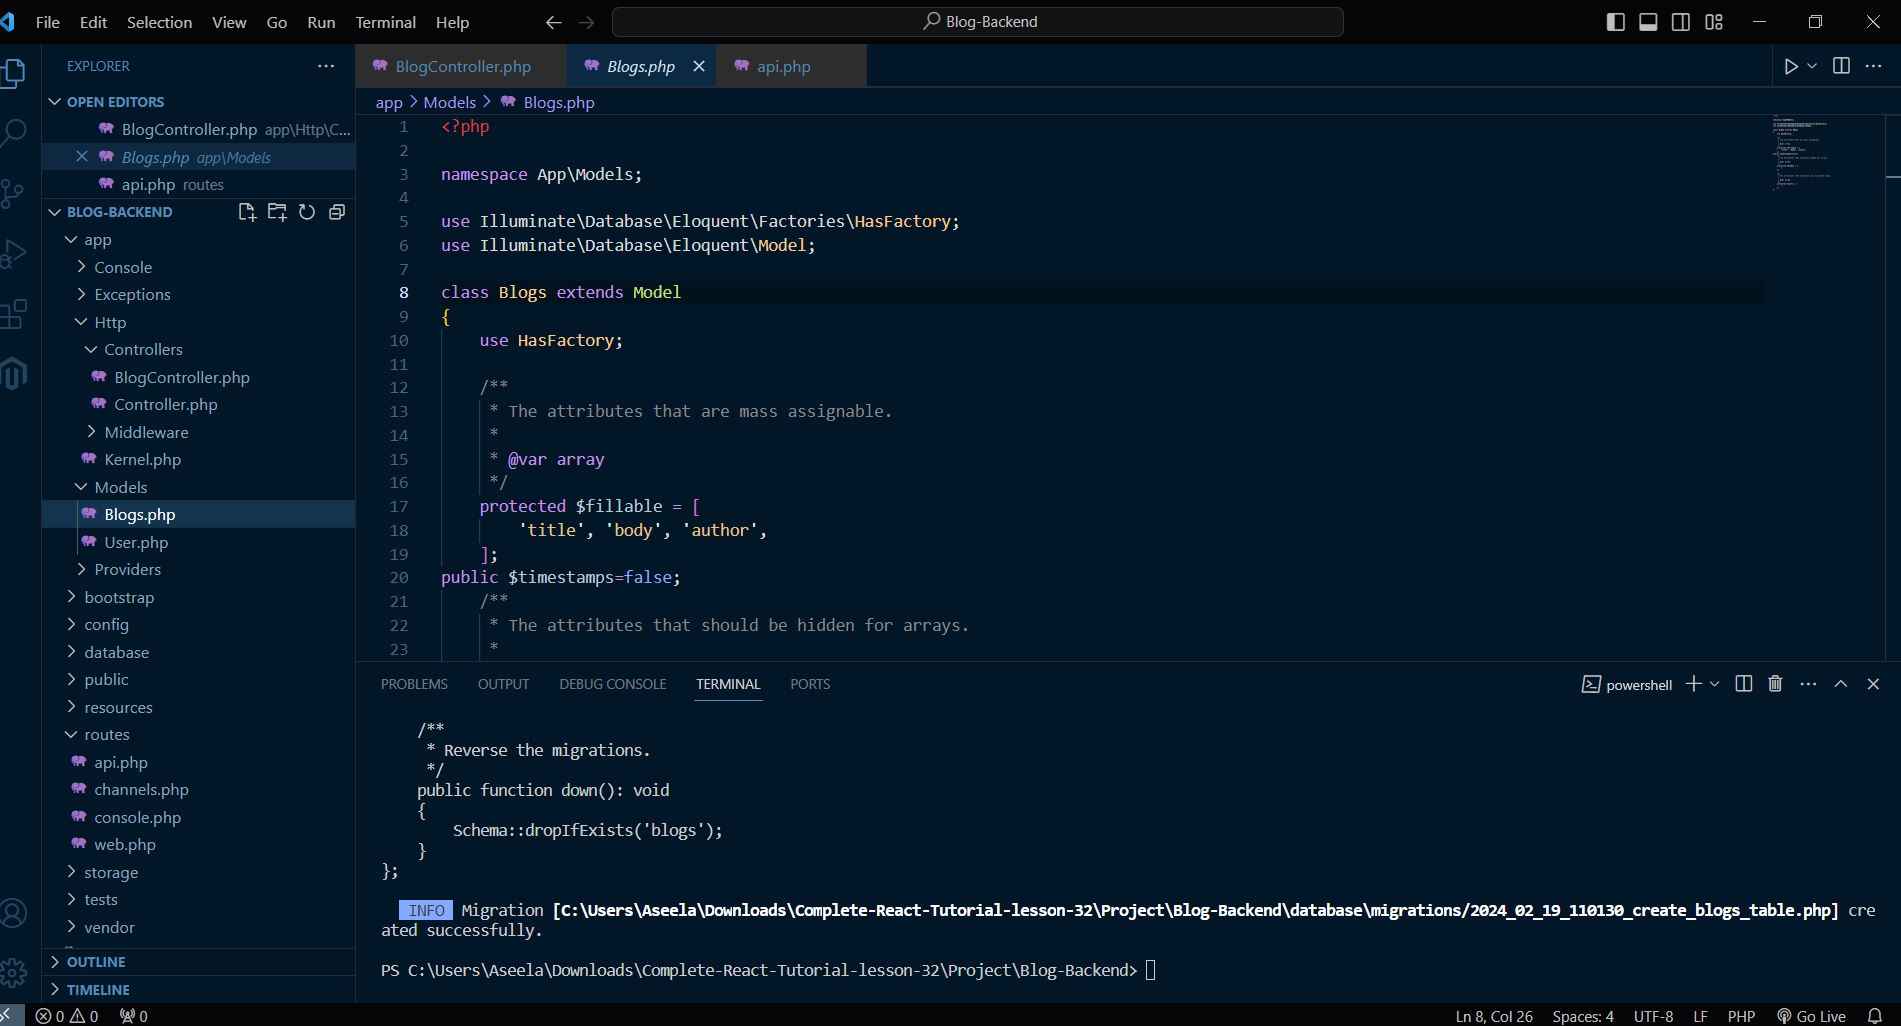 File Edit Selection View Go Run Terminal Help
Blog-Backend
EXPLORER
OPEN EDITORS
BlogController.php app\Http\C...
Blogs.php app\Models
api.php routes
BLOG-BACKEND
app
Console
Exceptions
Http
Controllers
BlogController.php
Controller.php
Middleware
Kernel.php
Models
Blogs.php
User.php
Providers
bootstrap
config
database
public
resources
routes
api.php
channels.php
console.php
web.php
storage
tests
vendor
OUTLINE
TIMELINE
BlogController.php Blogs.php api.php
app > Models > Blogs.php
1 <?php
2
3 namespace App\Models;
4
5 use Illuminate\Database\Eloquent\Factories\HasFactory;
6 use Illuminate\Database\Eloquent\Model;
7
8 class Blogs extends Model
9 {
10 use HasFactory;
11
12 /**
13 * The attributes that are mass assignable.
14 *
15 * @var array
16 */
17 protected $fillable = [
18 'title', 'body', 'author',
19 ];
20 public $timestamps=false;
21 /**
22 * The attributes that should be hidden for arrays.
23 *
PROBLEMS OUTPUT DEBUG CONSOLE TERMINAL PORTS
powershell
/**
* Reverse the migrations.
*/
public function down(): void
{
Schema::dropIfExists('blogs');
}
};
INFO Migration [C:\Users\Aseela\Downloads\Complete-React-Tutorial-lesson-32\Project\Blog-Backend\database\migrations/2024_02_19_110130_create_blogs_table.php] cre
ated successfully.
PS C:\Users\Aseela\Downloads\Complete-React-Tutorial-lesson-32\Project\Blog-Backend>
0 0 0
Ln 8, Col 26 Spaces: 4 UTF-8 LF PHP Go Live